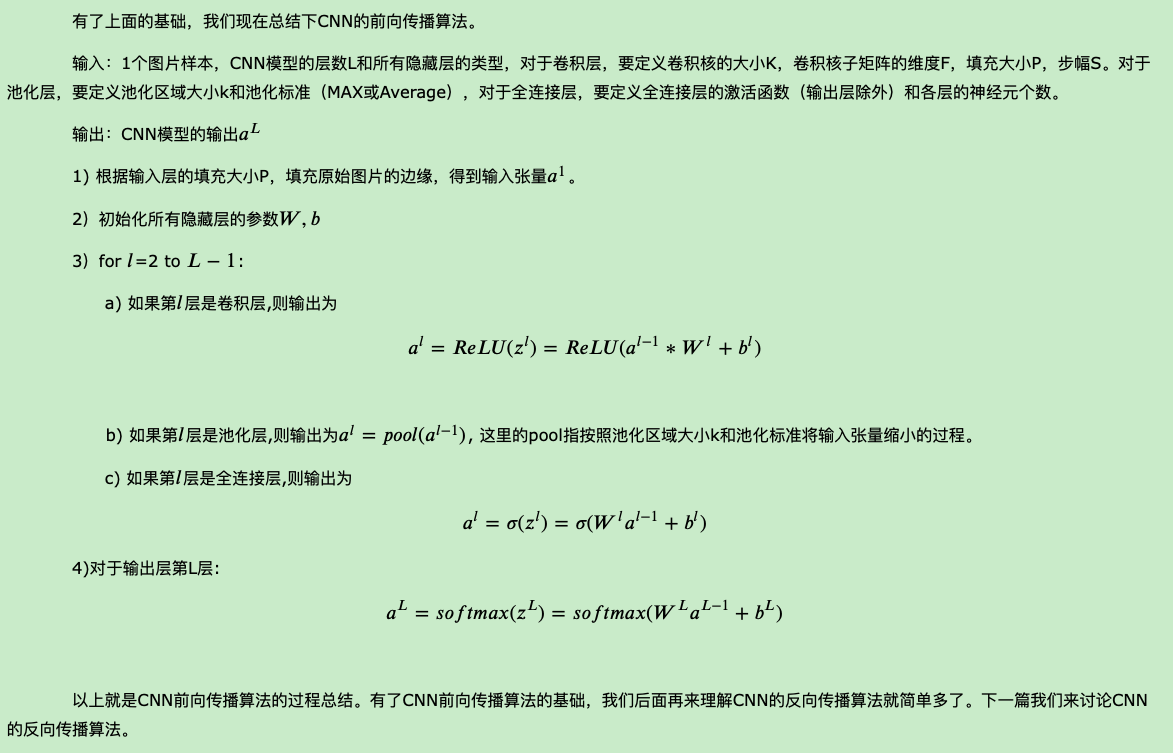 有了上面的基础，我们现在总结下CNN的前向传播算法。
输入：1个图片样本，CNN模型的层数L和所有隐藏层的类型，对于卷积层，要定义卷积核的大小K，卷积核子矩阵的维度F，填充大小P，步幅S。对于
池化层，要定义池化区域大小k和池化标准（MAX或Average），对于全连接层，要定义全连接层的激活函数（输出层除外）和各层的神经元个数。
输出：CNN模型的输出a^L
1) 根据输入层的填充大小P，填充原始图片的边缘，得到输入张量a^1。
2）初始化所有隐藏层的参数W, b
3）for l=2 to L − 1:
a) 如果第l层是卷积层,则输出为
a^l = ReLU(z^l) = ReLU(a^{l−1} ∗ W^l + b^l)
b) 如果第l层是池化层,则输出为a^l = pool(a^{l−1}), 这里的pool指按照池化区域大小k和池化标准将输入张量缩小的过程。
c) 如果第l层是全连接层,则输出为
a^l = σ(z^l) = σ(W^l a^{l−1} + b^l)
4)对于输出层第L层:
a^L = softmax(z^L) = softmax(W^L a^{L−1} + b^L)
以上就是CNN前向传播算法的过程总结。有了CNN前向传播算法的基础，我们后面再来理解CNN的反向传播算法就简单多了。下一篇我们来讨论CNN
的反向传播算法。